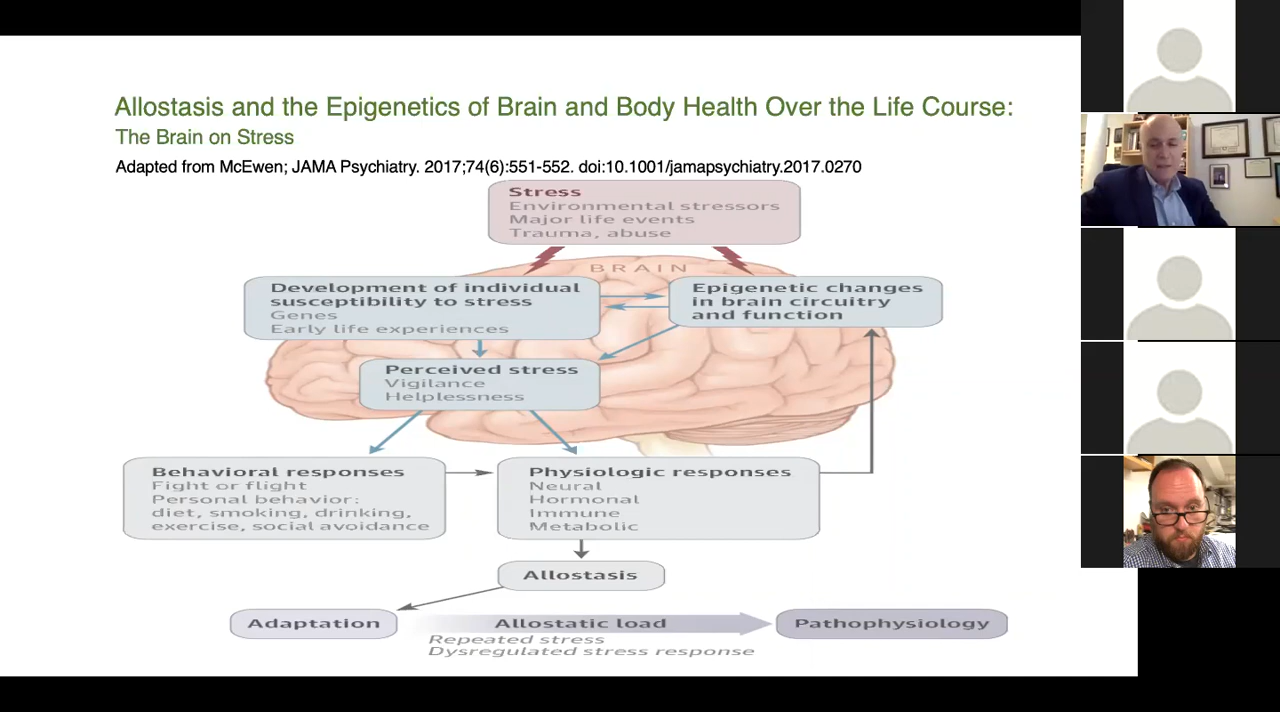 Allostasis and the Epigenetics of Brain and Body Health Over the Life Course:
The Brain on Stress
Adapted from McEwen; JAMA Psychiatry. 2017;74(6):551-552. doi:10.1001/jamapsychiatry.2017.0270
Stress
Environmental stressors
Major life events
Trauma, abuse
BRAIN
Development of individual
susceptibility to stress
Genes
Early life experiences
Epigenetic changes
in brain circuitry
and function
Perceived stress
Vigilance
Helplessness
Behavioral responses
Fight or flight
Personal behavior:
diet, smoking, drinking,
exercise, social avoidance
Physiologic responses
Neural
Hormonal
Immune
Metabolic
Allostasis
Adaptation
Allostatic load
Repeated stress
Dysregulated stress response
Pathophysiology